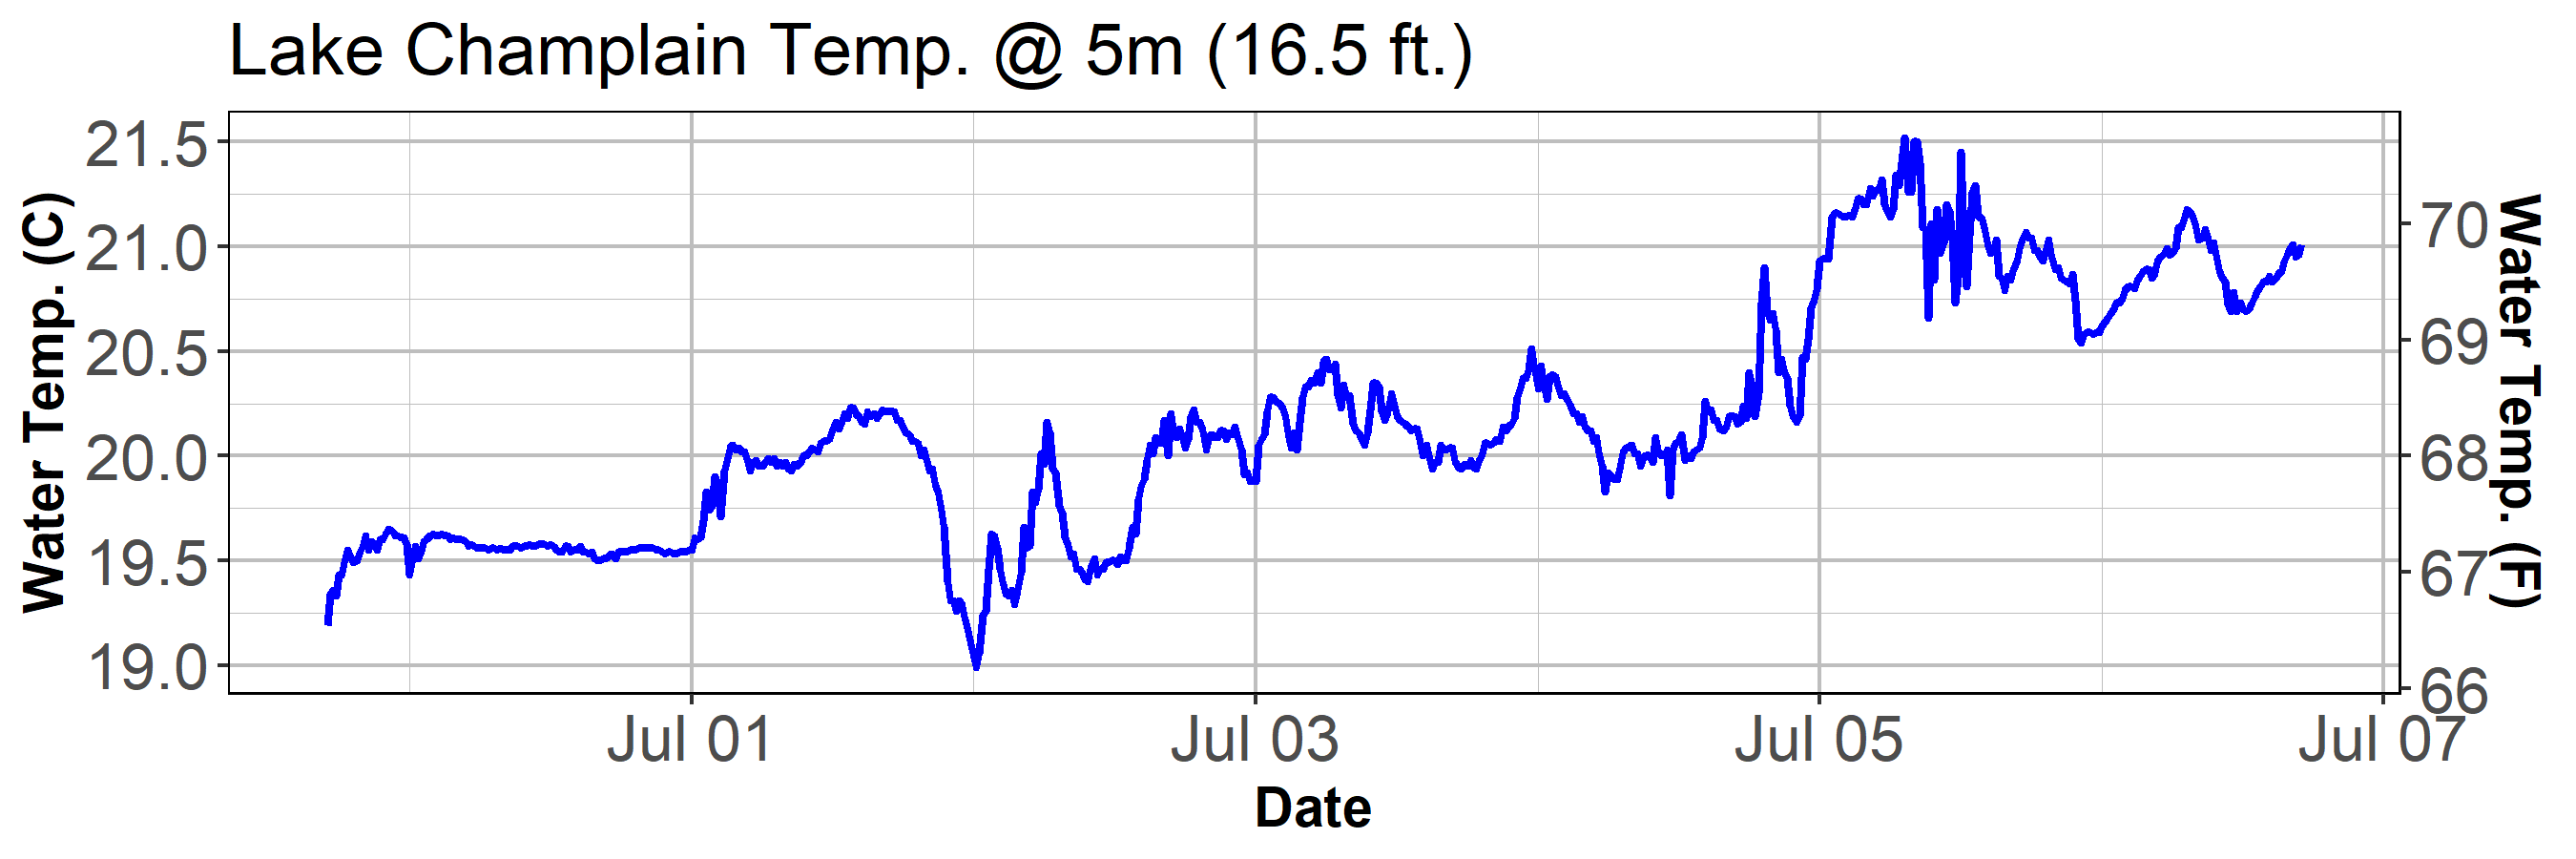 Lake Champlain Temp. @ 5m (16.5 ft.)
Water Temp. (C)
21.5
21.0
20.5
20.0
19.5
19.0
70
69
68
67
66
Water Temp. (F)
Jul 01 Jul 03 Jul 05 Jul 07
Date